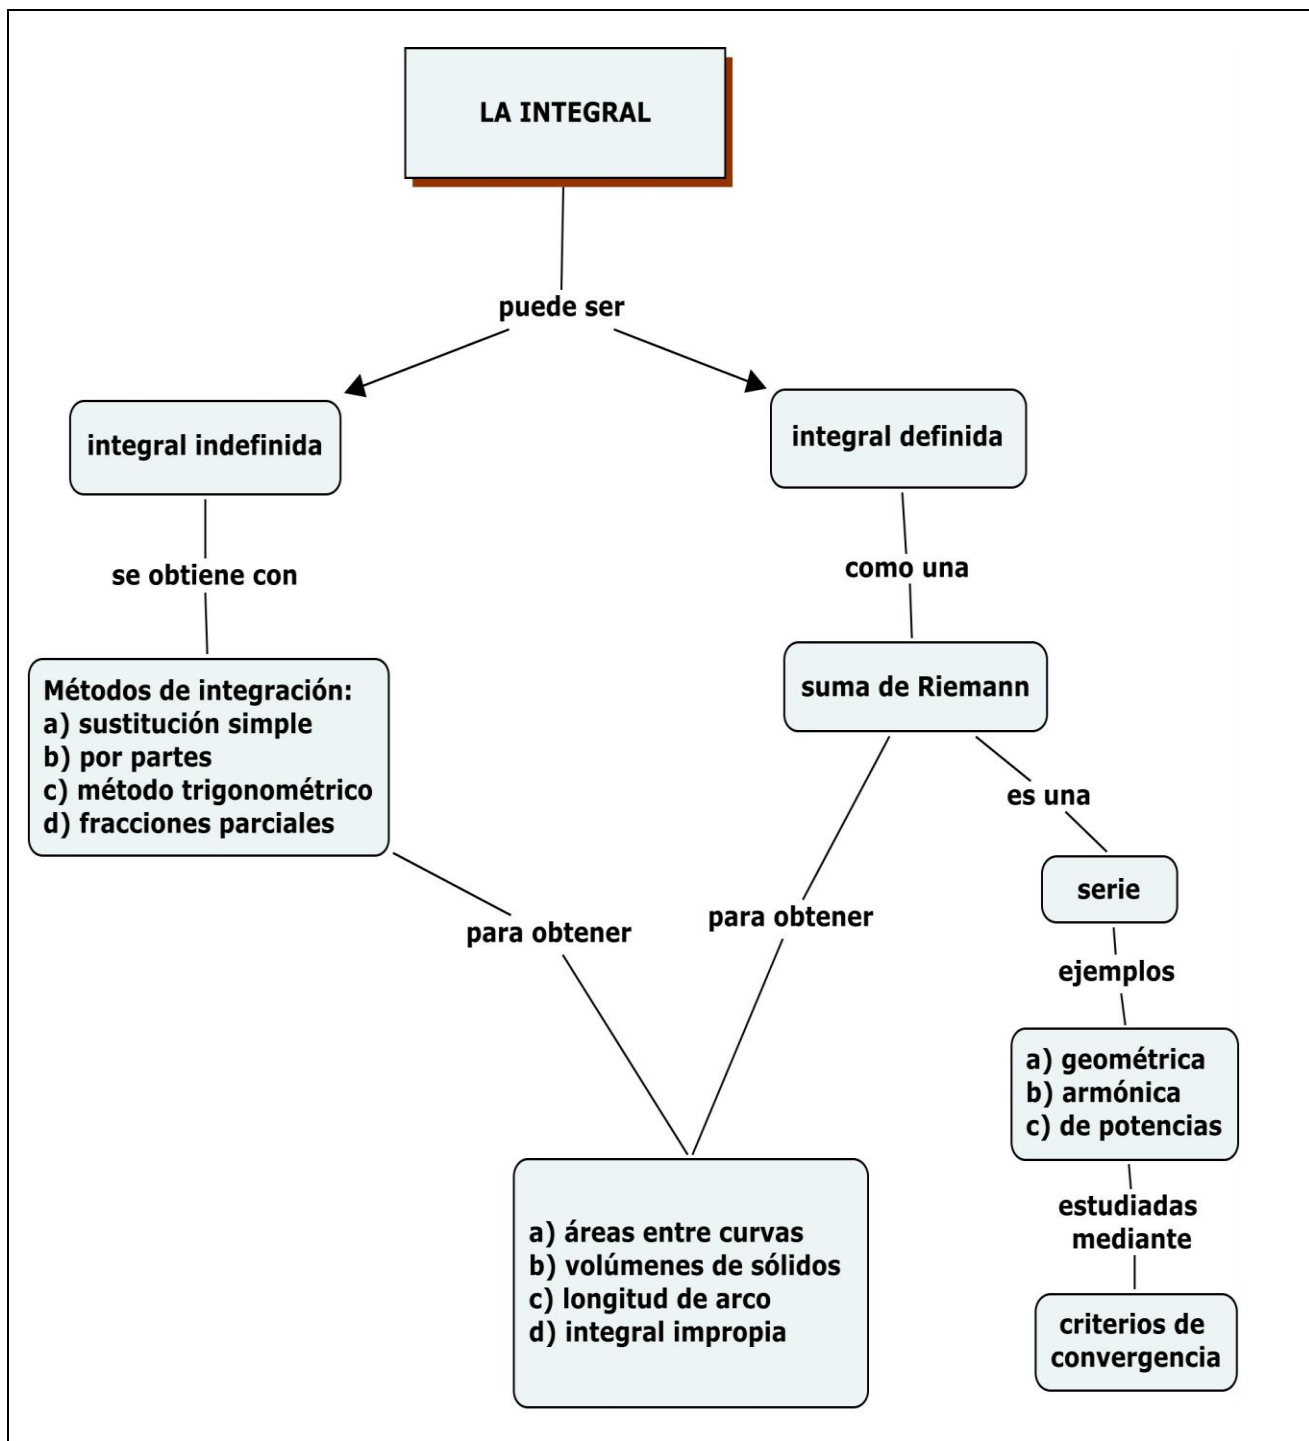 LA INTEGRAL
puede ser
integral indefinida
integral definida
se obtiene con
como una
Métodos de integración:
a) sustitución simple
b) por partes
c) método trigonométrico
d) fracciones parciales
suma de Riemann
es una
serie
para obtener
para obtener
ejemplos
a) geométrica
b) armónica
c) de potencias
estudiadas
mediante
a) áreas entre curvas
b) volúmenes de sólidos
c) longitud de arco
d) integral impropia
criterios de
convergencia